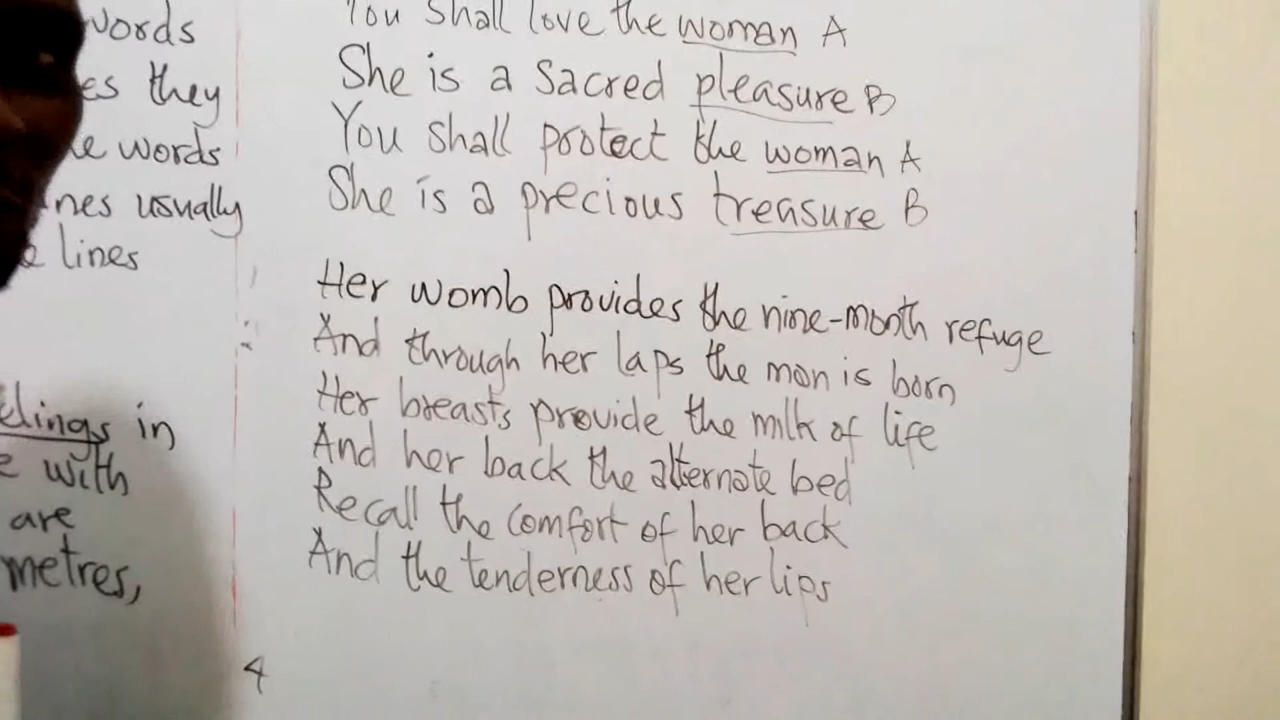 words
es they
e words
nes usually
e lines
elings in
e with
are
metres,
You shall love the woman A
She is a Sacred pleasure B
You shall protect the woman A
She is a precious treasure B
Her womb provides the nine-month refuge
And through her laps the man is born
Her breasts provide the milk of life
And her back the alternate bed
Recall the comfort of her back
And the tenderness of her lips
4